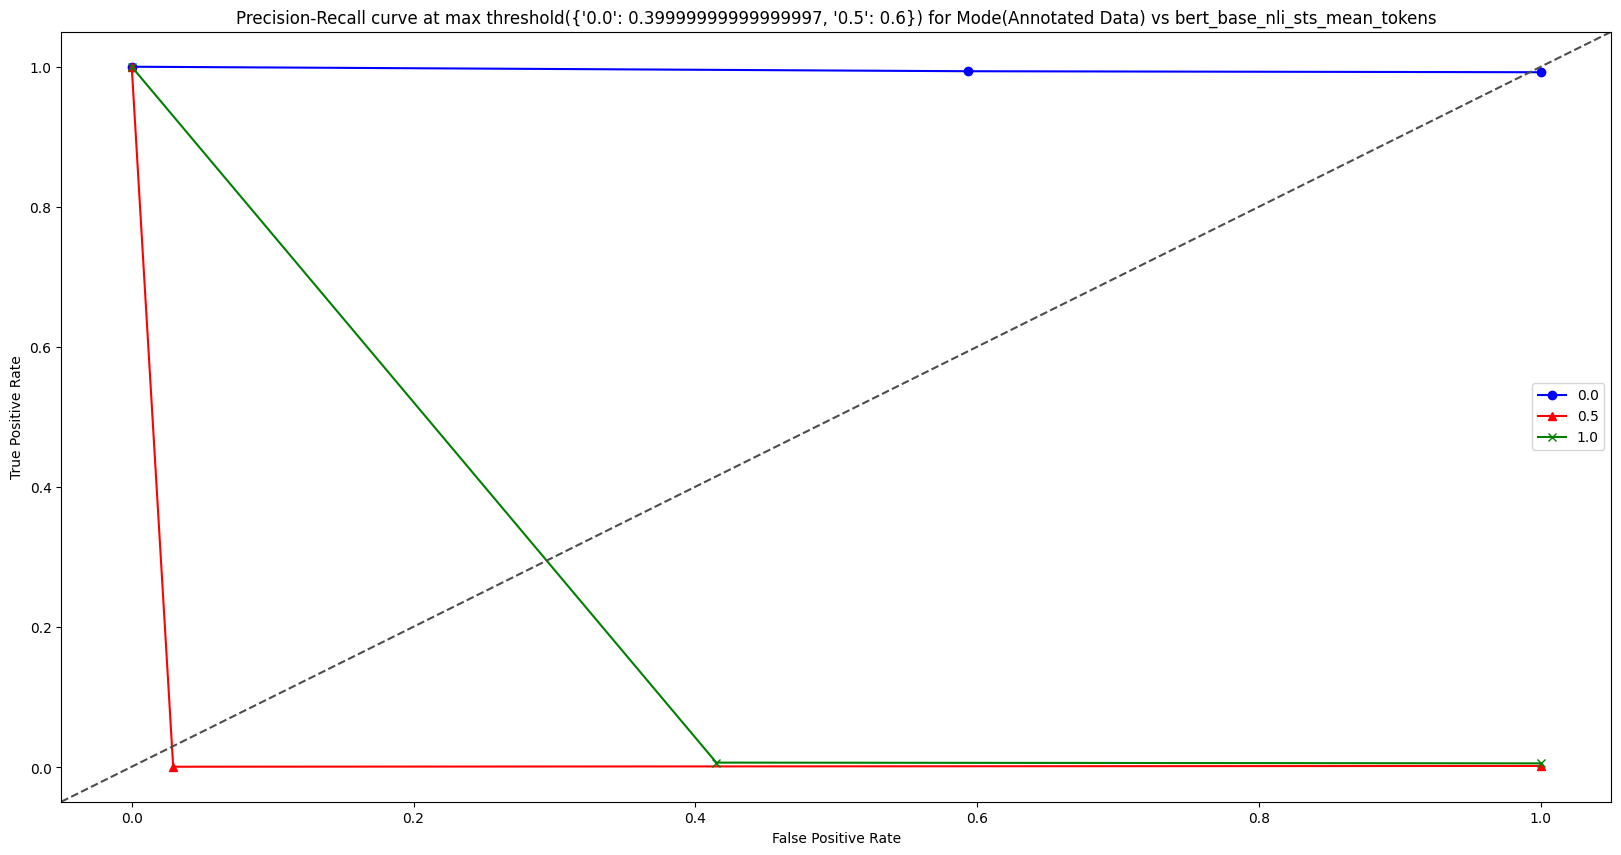 Precision-Recall curve at max threshold({'0.0': 0.39999999999999997, '0.5': 0.6}) for Mode(Annotated Data) vs bert_base_nli_sts_mean_tokens
1.0
0.8
0.6
0.4
0.2
0.0
True Positive Rate
0.0
0.5
1.0
0.0 0.2 0.4 0.6 0.8 1.0
False Positive Rate